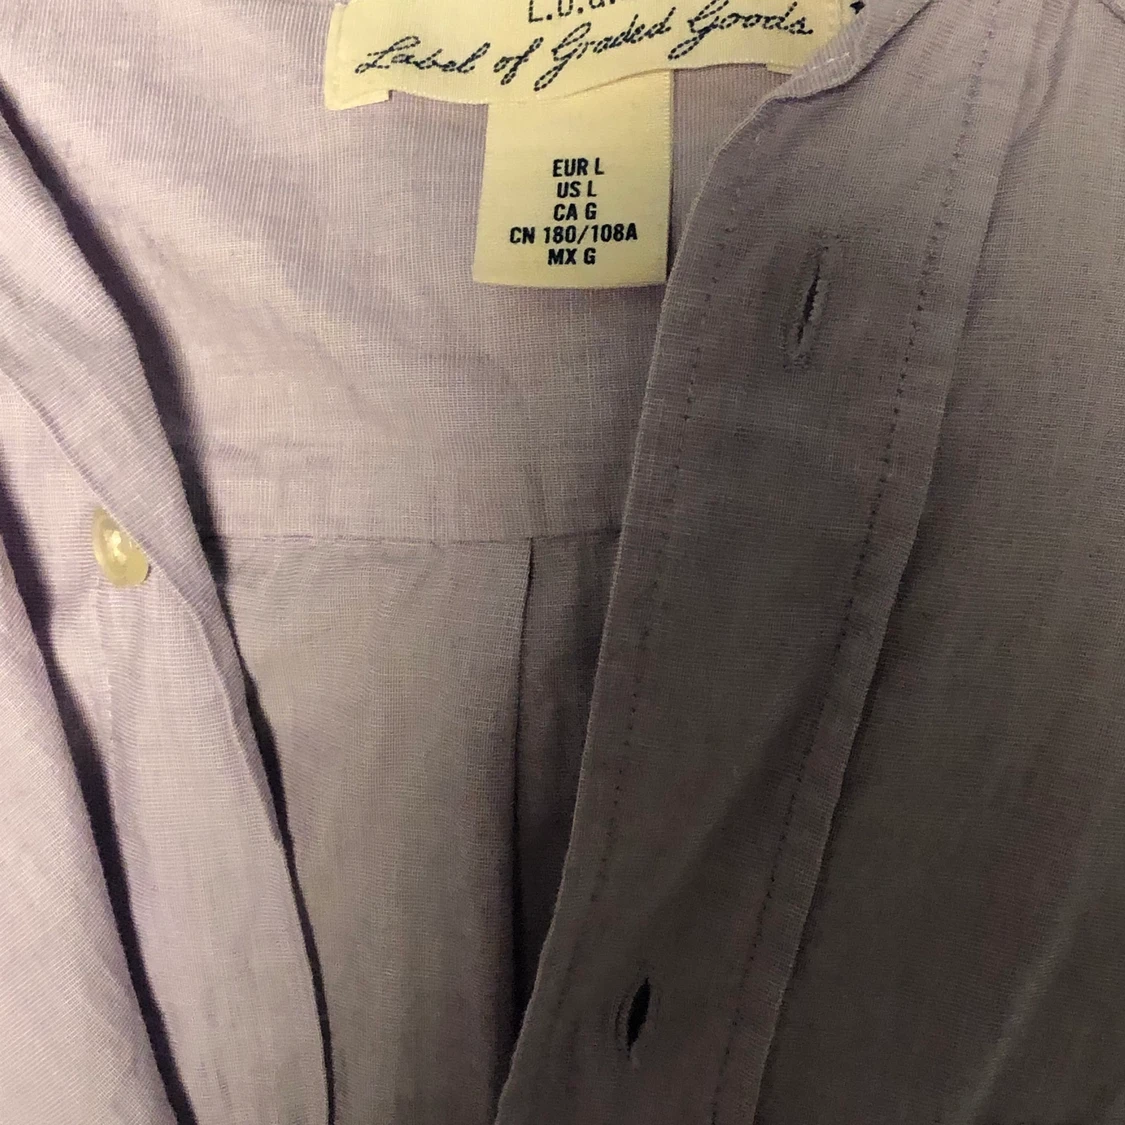 Label of Graded Goods
EUR L
US L
CA G
CN 180/108A
MX G